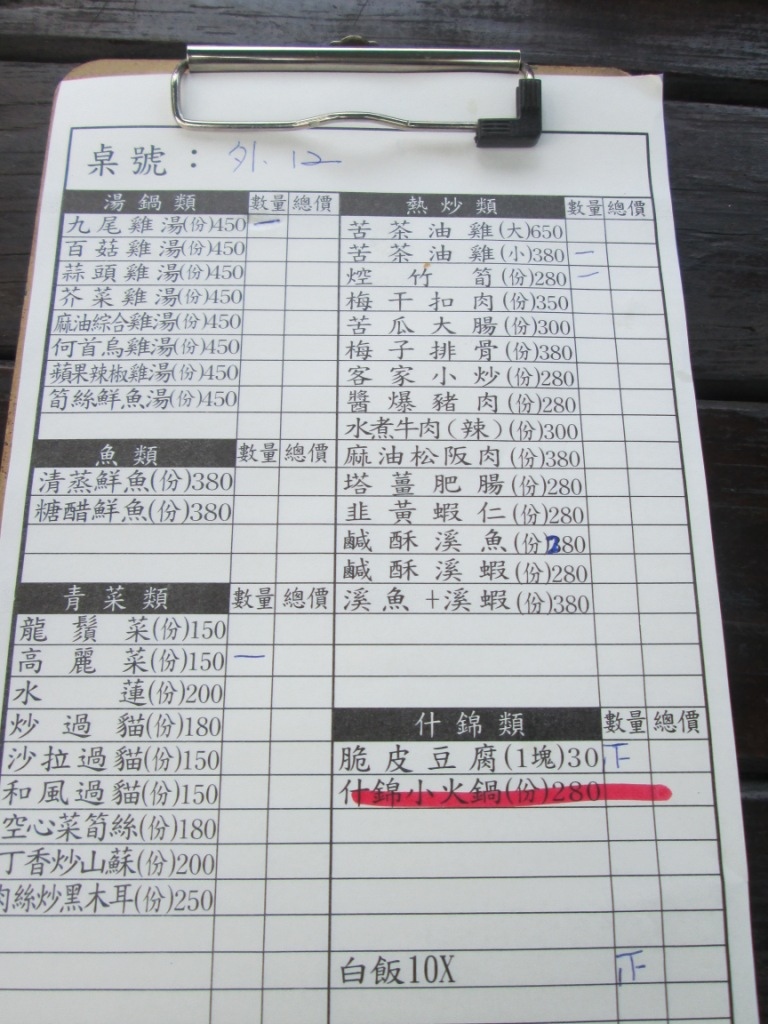 桌號：外 12
湯鍋類 數量 總價
九尾雞湯(份)450 一
百菇雞湯(份)450
蒜頭雞湯(份)450
芥菜雞湯(份)450
麻油綜合雞湯(份)450
何首烏雞湯(份)450
蘋果辣椒雞湯(份)450
筍絲鮮魚湯(份)450
魚類 數量 總價
清蒸鮮魚(份)380
糖醋鮮魚(份)380
青菜類 數量 總價
龍鬚菜(份)150
高麗菜(份)150 一
水蓮(份)200
炒過貓(份)180
沙拉過貓(份)150
和風過貓(份)150
空心菜筍絲(份)180
丁香炒山蘇(份)200
肉絲炒黑木耳(份)250
熱炒類 數量 總價
苦茶油雞(大)650
苦茶油雞(小)380 一
焢竹筍(份)280 一
梅干扣肉(份)350
苦瓜大腸(份)300
梅子排骨(份)380
客家小炒(份)280
醬爆豬肉(份)280
水煮牛肉(辣)(份)300
麻油松阪肉(份)380
塔薑肥腸(份)280
韭黃蝦仁(份)280
鹹酥溪魚(份)380
鹹酥溪蝦(份)280
溪魚+溪蝦(份)380
什錦類 數量 總價
脆皮豆腐(1塊)30 正
什錦小火鍋(份)280
白飯10X 正